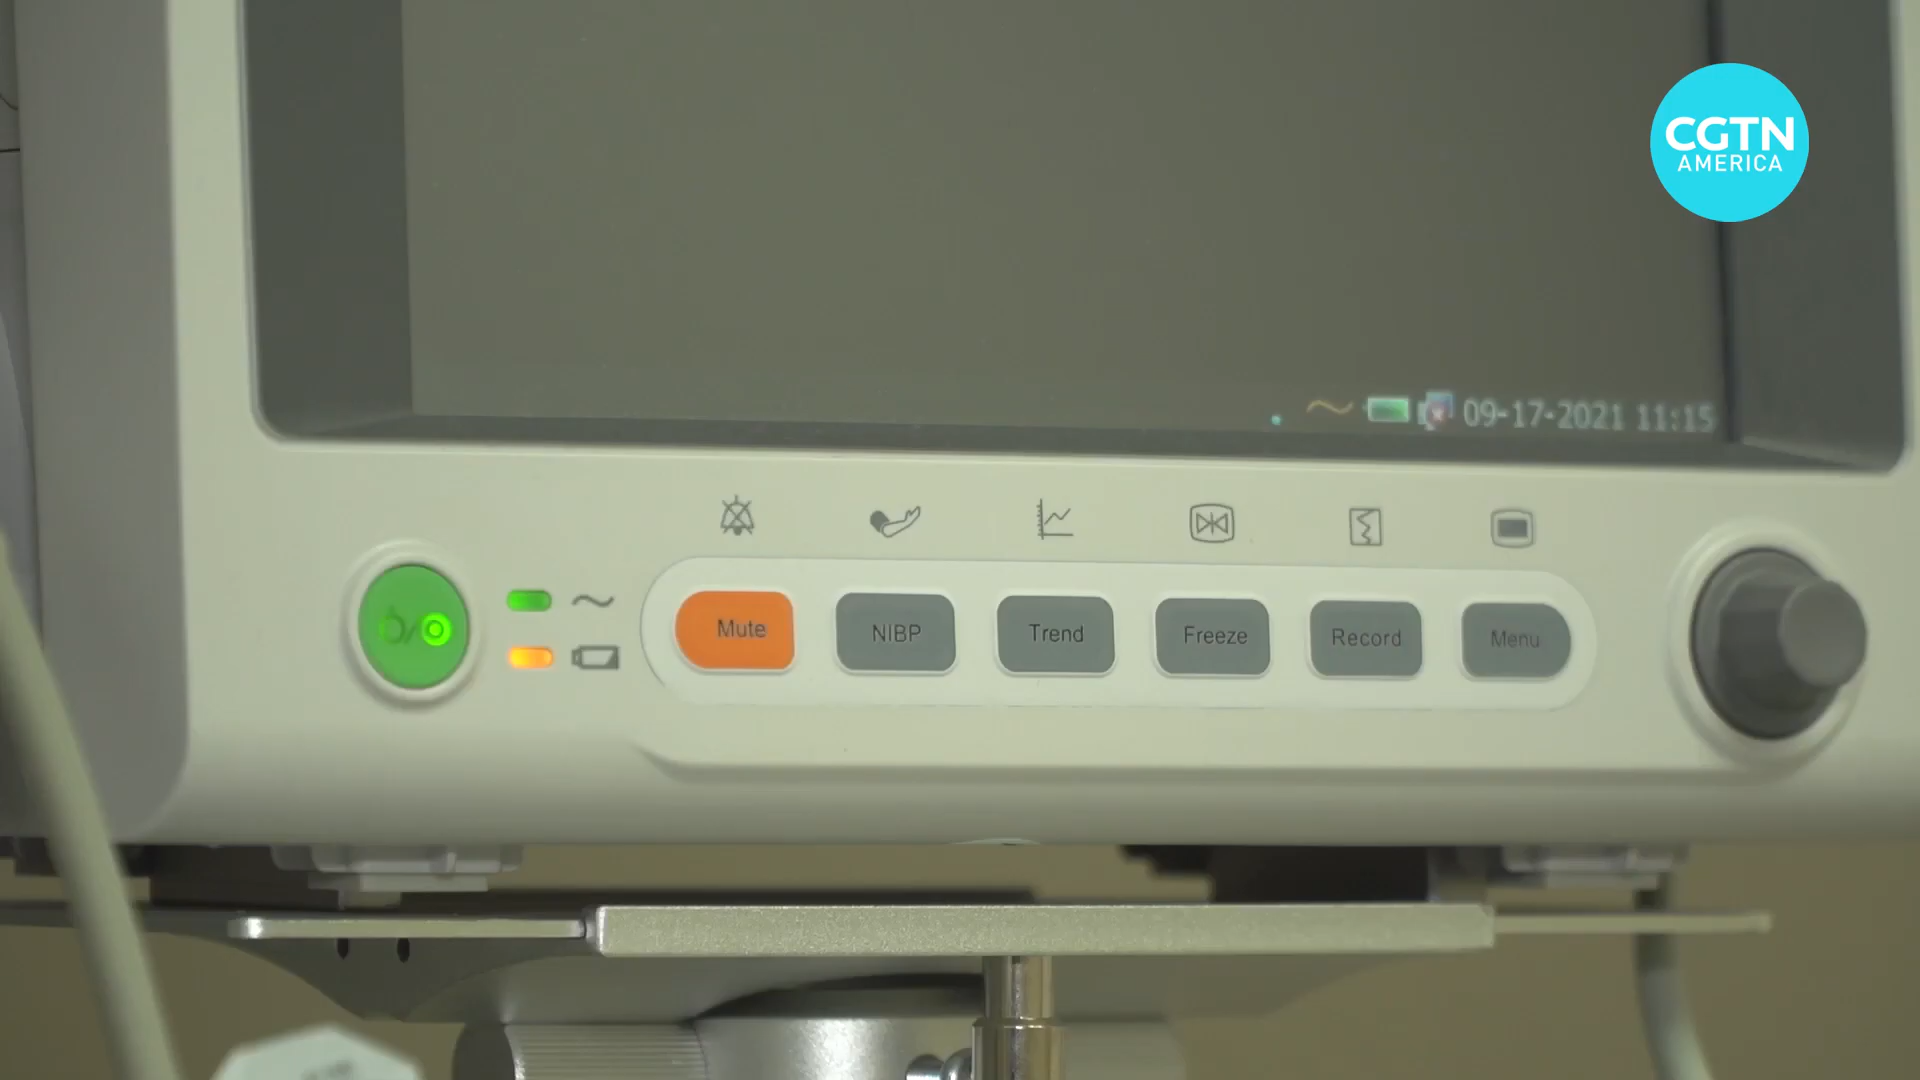 CGTN
AMERICA
09-17-2021 11:15
Mute
NIBP
Trend
Freeze
Record
Menu